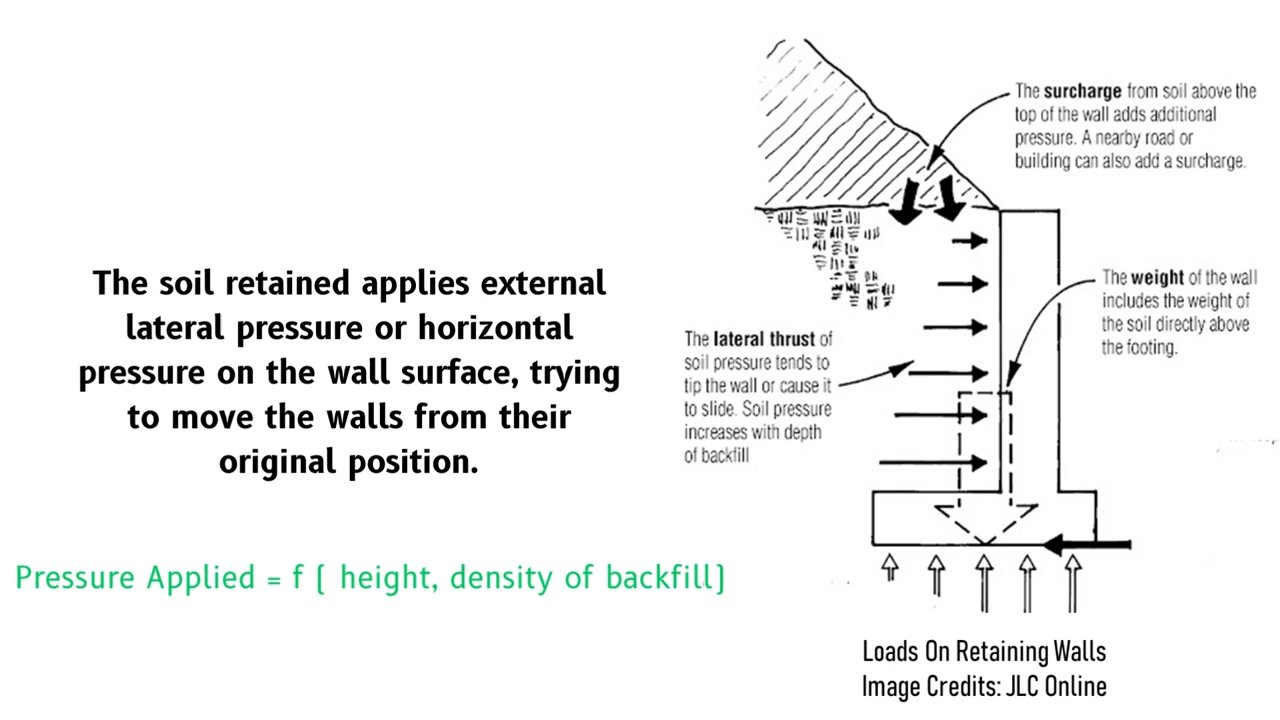 The soil retained applies external
lateral pressure or horizontal
pressure on the wall surface, trying
to move the walls from their
original position.
Pressure Applied = f ( height, density of backfill)
The surcharge from soil above the
top of the wall adds additional
pressure. A nearby road or
building can also add a surcharge.
The weight of the wall
includes the weight of
the soil directly above
the footing.
The lateral thrust of
soil pressure tends to
tip the wall or cause it
to slide. Soil pressure
increases with depth
of backfill
Loads On Retaining Walls
Image Credits: JLC Online